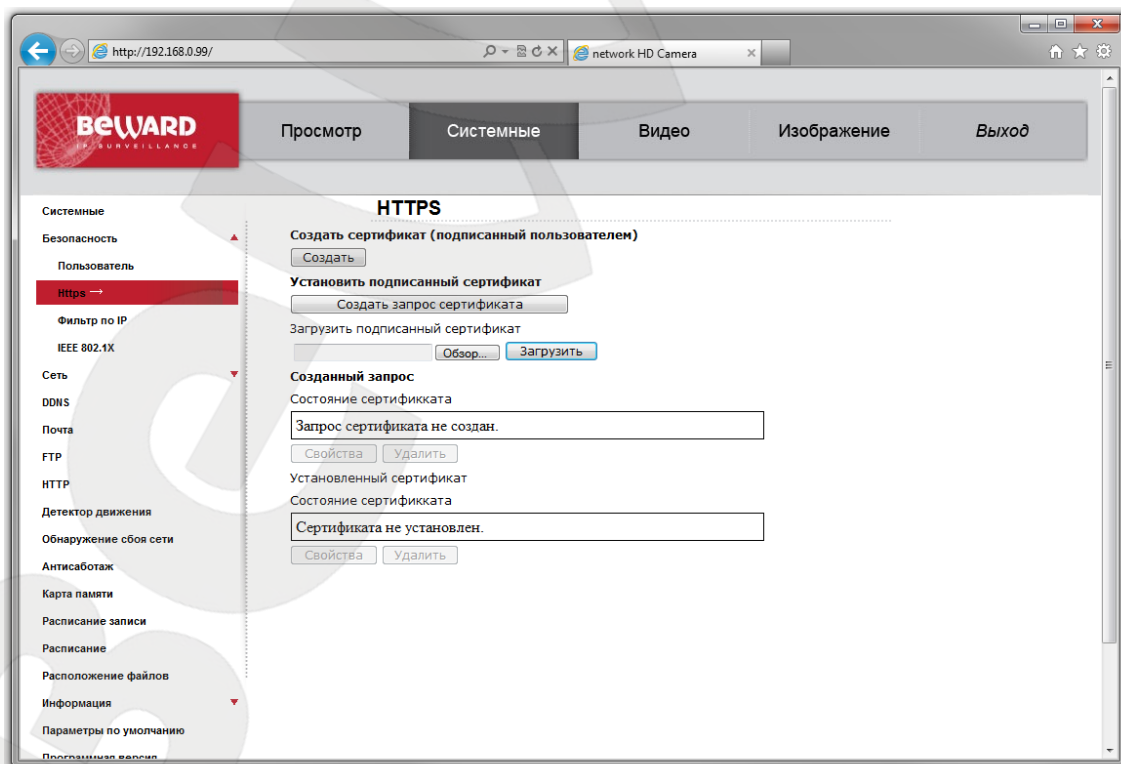 http://192.168.0.99/
network HD Camera
BEWARD
IP SURVEILLANCE
Просмотр
Системные
Видео
Изображение
Выход
HTTPS
Системные
Безопасность
Пользователь
Https →
Фильтр по IP
IEEE 802.1X
Сеть
DDNS
Почта
FTP
HTTP
Детектор движения
Обнаружение сбоя сети
Антисаботаж
Карта памяти
Расписание записи
Расписание
Расположение файлов
Информация
Параметры по умолчанию
Программная версия
Создать сертификат (подписанный пользователем)
Создать
Установить подписанный сертификат
Создать запрос сертификата
Загрузить подписанный сертификат
Обзор... Загрузить
Созданный запрос
Состояние сертификката
Запрос сертификата не создан.
Свойства Удалить
Установленный сертификат
Состояние сертификката
Сертификата не установлен.
Свойства Удалить